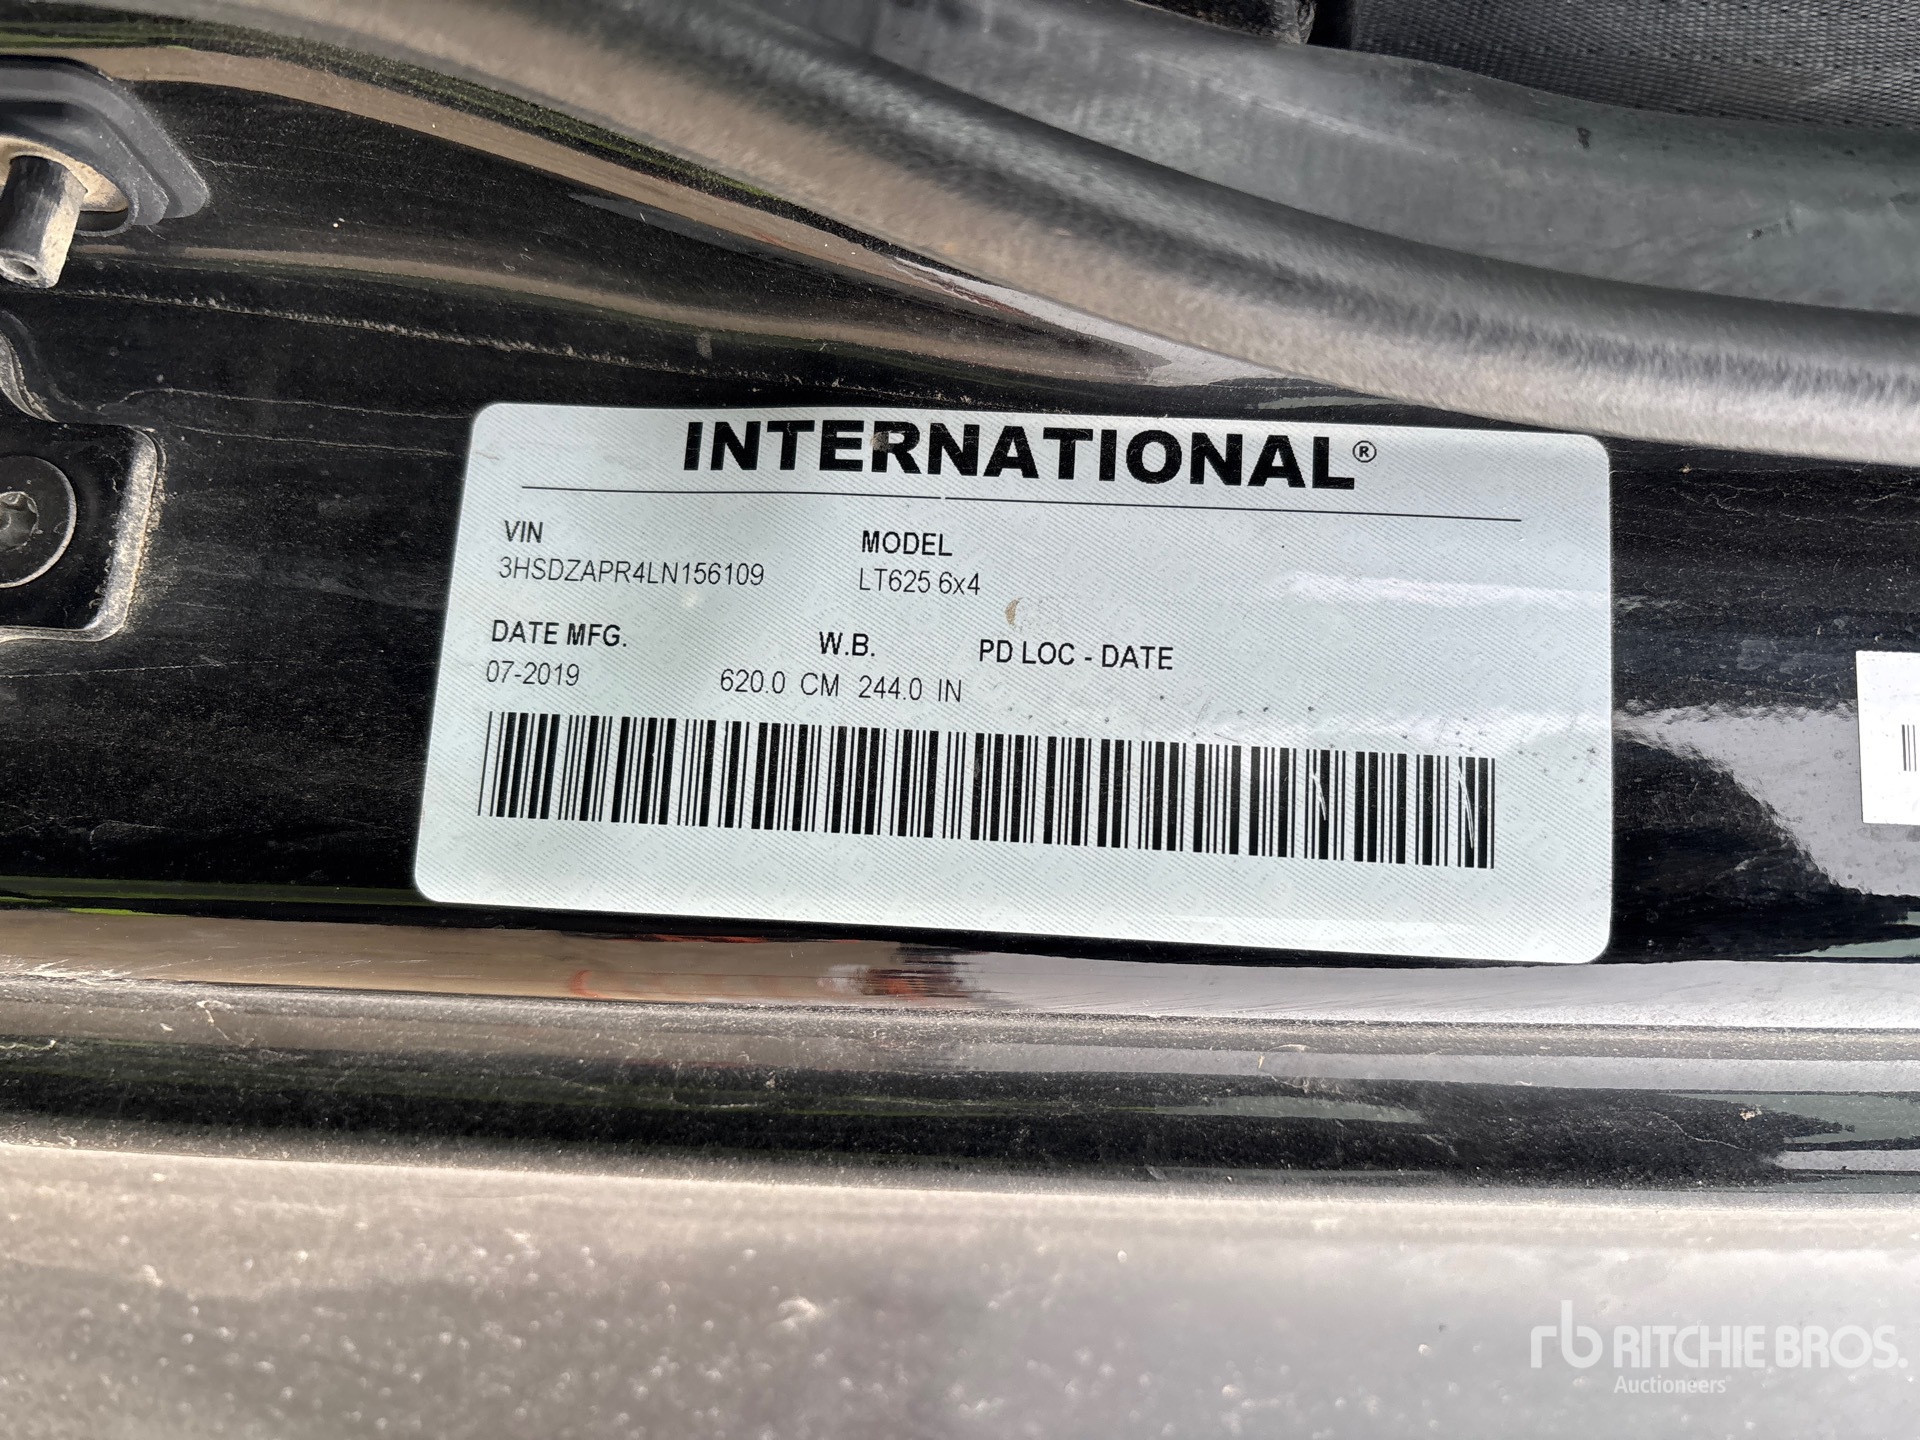 INTERNATIONAL®
VIN MODEL
3HSDZAPR4LN156109 LT625 6x4
DATE MFG. W.B. PD LOC - DATE
07-2019 620.0 CM 244.0 IN
rb RITCHIE BROS.
Auctioneers